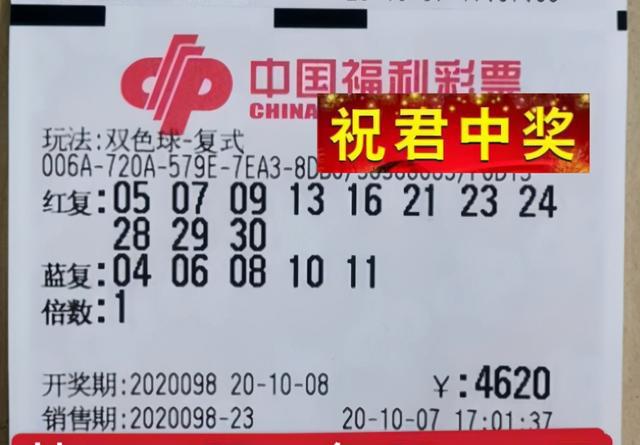 中国福利彩票
CHINA
祝君中奖
玩法:双色球-复式
006A-720A-579E-7EA3-8D
红复:05 07 09 13 16 21 23 24
28 29 30
蓝复:04 06 08 10 11
倍数:1
开奖期:2020098 20-10-08 ￥:4620
销售期:2020098-23 20-10-07 17:01:37